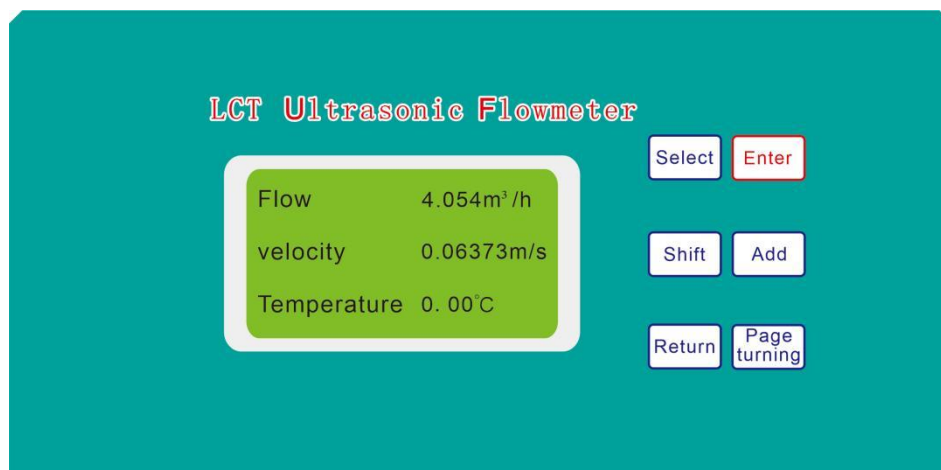 LCT Ultrasonic Flowmeter
Flow 4.054m³/h
velocity 0.06373m/s
Temperature 0.00°C
Select Enter
Shift Add
Return Page turning